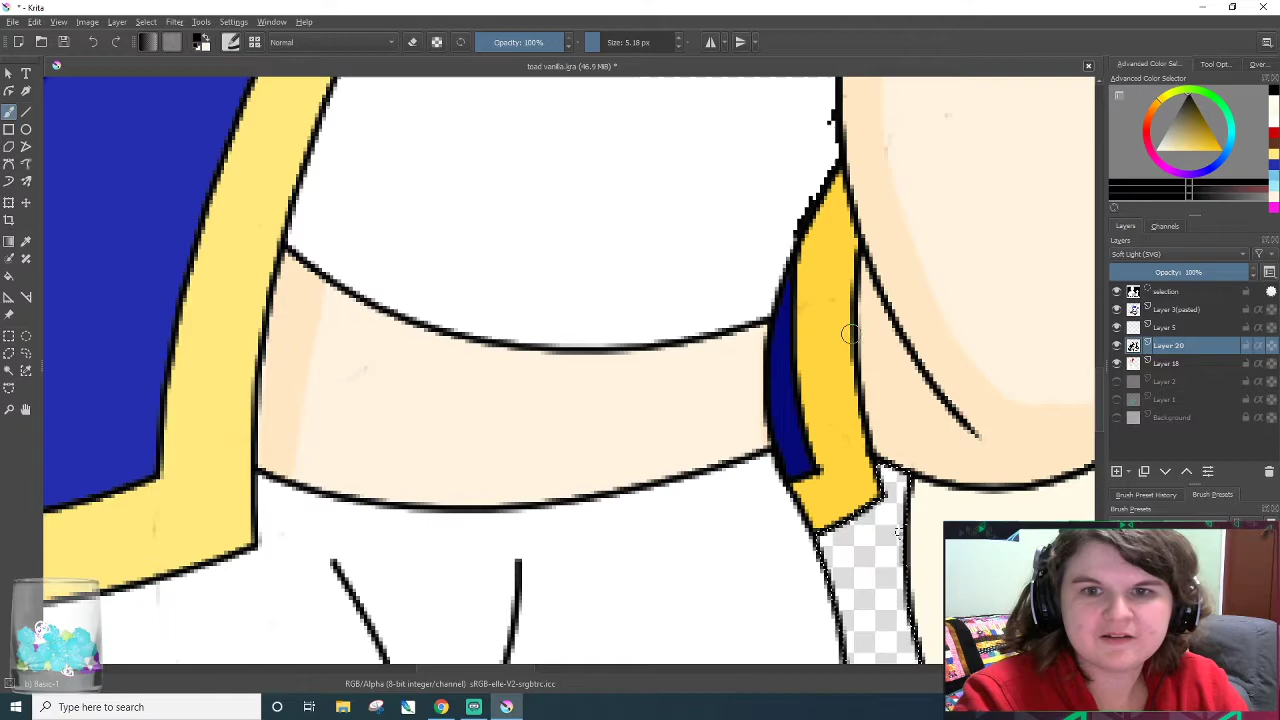 * - Krita
File Edit View Image Layer Select Filter Tools Settings Window Help
Normal Opacity: 100% Size: 5.18 px
toad vanilla.kra (46.9 MiB) *
Advanced Color Sel... Tool Opt... Over...
Advanced Color Selector
Layers Channels
Layers
Soft Light (SVG)
Opacity: 100%
selection
Layer 3(pasted)
Layer 5
Layer 20
Layer 18
Layer 2
Layer 1
Background
Brush Preset History Brush Presets
Brush Presets
b) Basic-1 RGB/Alpha (8-bit integer/channel) sRGB-elle-V2-srgbtrc.icc
Type here to search